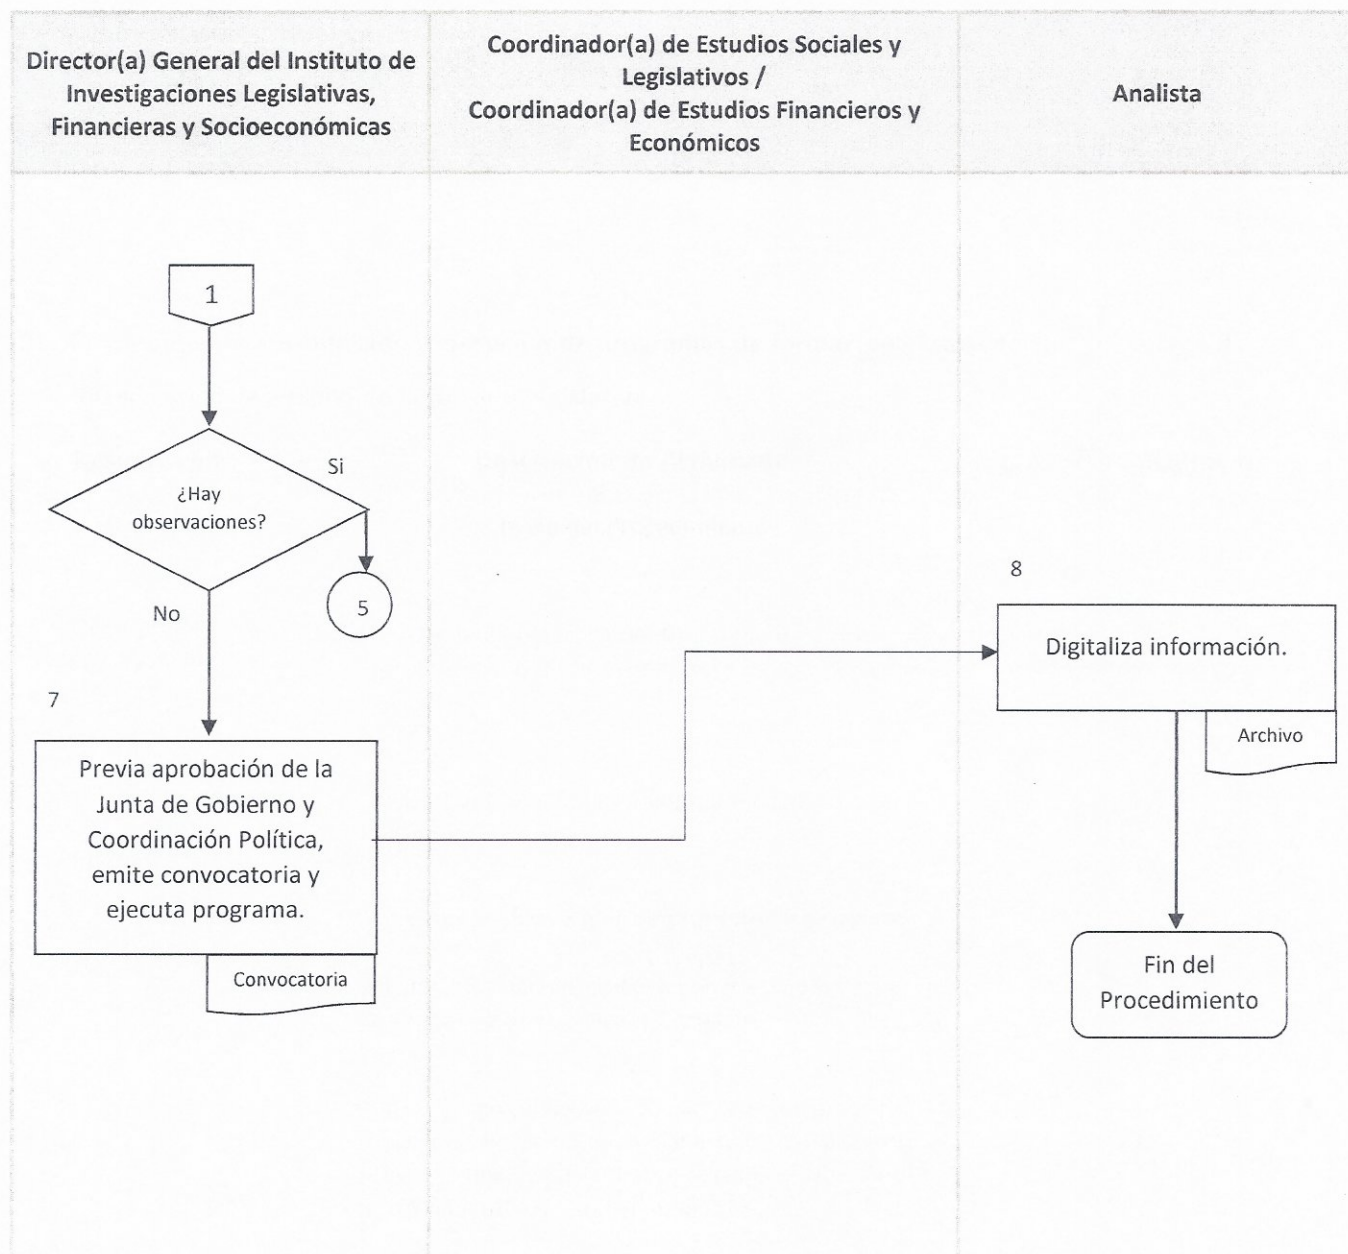 Director(a) General del Instituto de
Investigaciones Legislativas,
Financieras y Socioeconómicas
Coordinador(a) de Estudios Sociales y
Legislativos /
Coordinador(a) de Estudios Financieros y
Económicos
Analista
1
Si
¿Hay
observaciones?
5
No
7
Previa aprobación de la
Junta de Gobierno y
Coordinación Política,
emite convocatoria y
ejecuta programa.
Convocatoria
8
Digitaliza información.
Archivo
Fin del
Procedimiento